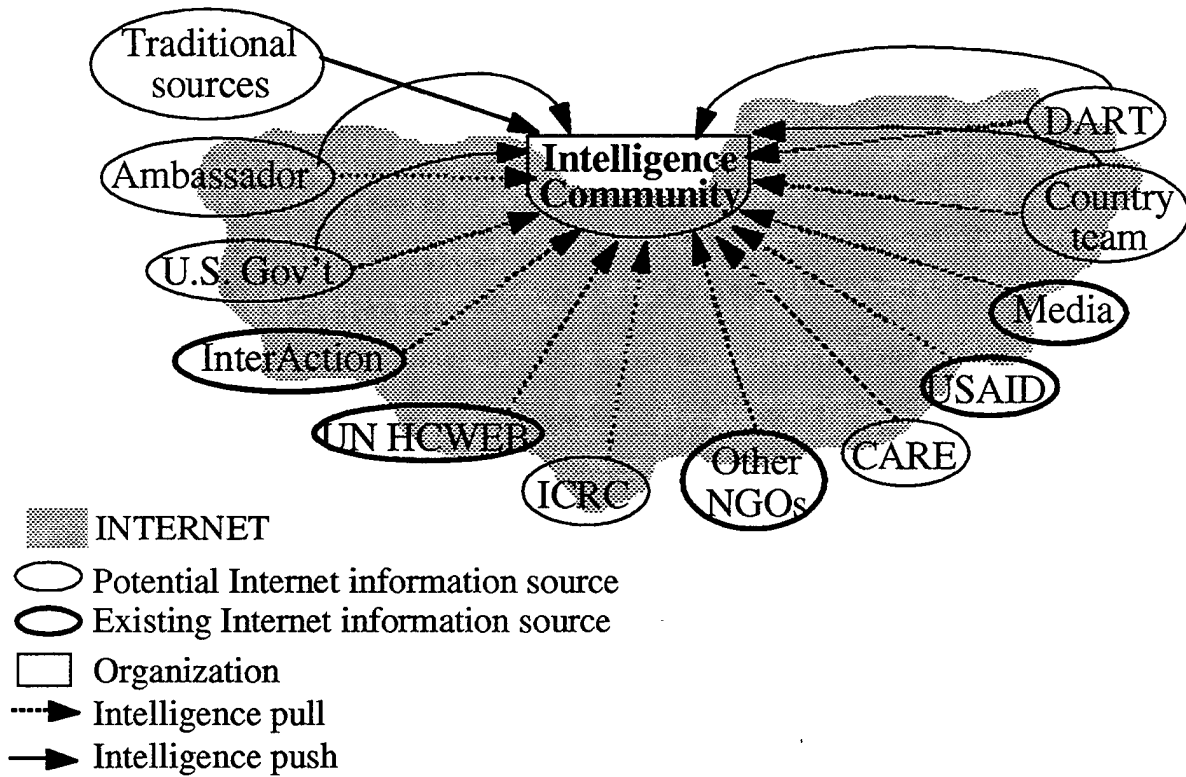 Traditional
sources
DART
Intelligence
Community
Ambassador
Country
team
U.S. Gov't
Media
InterAction
USAID
UN HCWEB
CARE
Other
NGOs
ICRC
INTERNET
Potential Internet information source
Existing Internet information source
Organization
Intelligence pull
Intelligence push